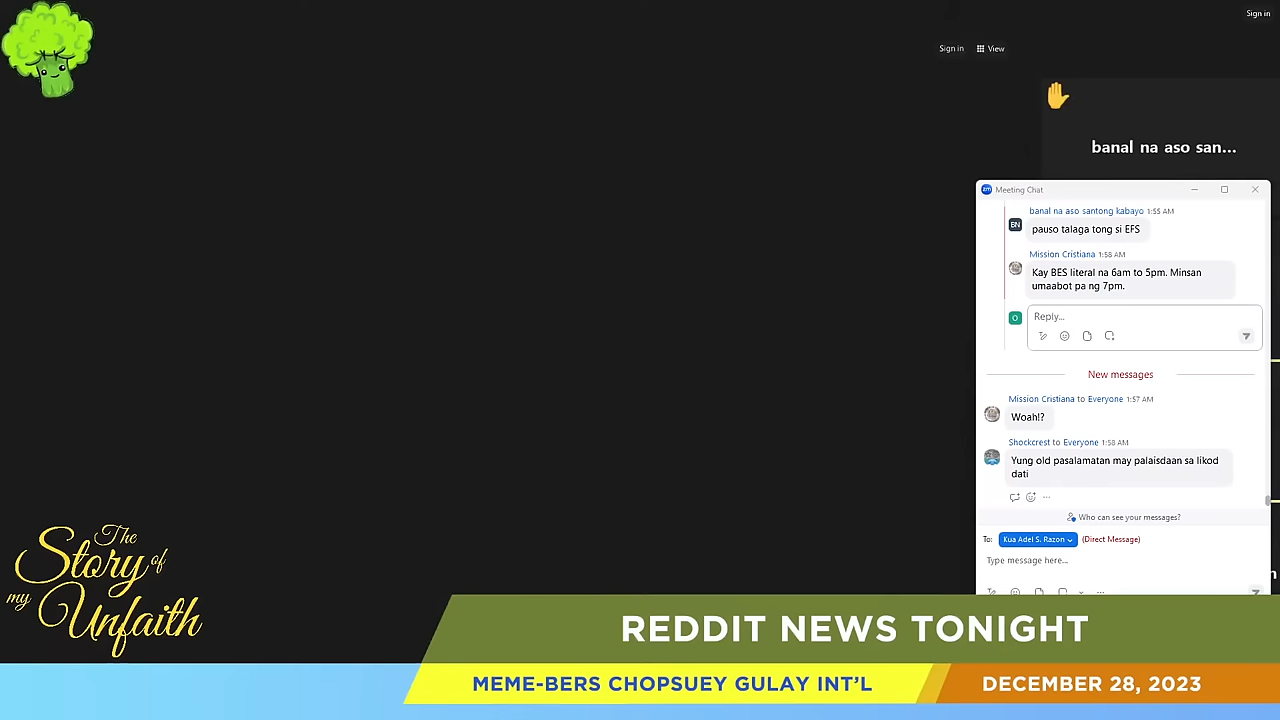 Sign in
Sign in View
banal na aso san...
zm Meeting Chat
banal na aso santong kabayo 1:55 AM
BN pauso talaga tong si EFS
Mission Cristiana 1:58 AM
Kay BES literal na 6am to 5pm. Minsan
umaabot pa ng 7pm.
O Reply...
New messages
Mission Cristiana to Everyone 1:57 AM
Woah!?
Shockcrest to Everyone 1:58 AM
Yung old pasalamatan may palaisdaan sa likod
dati
Who can see your messages?
To: Kua Adel S. Razon (Direct Message)
Type message here...
n
The
Story of
my Unfaith
REDDIT NEWS TONIGHT
MEME-BERS CHOPSUEY GULAY INT'L
DECEMBER 28, 2023